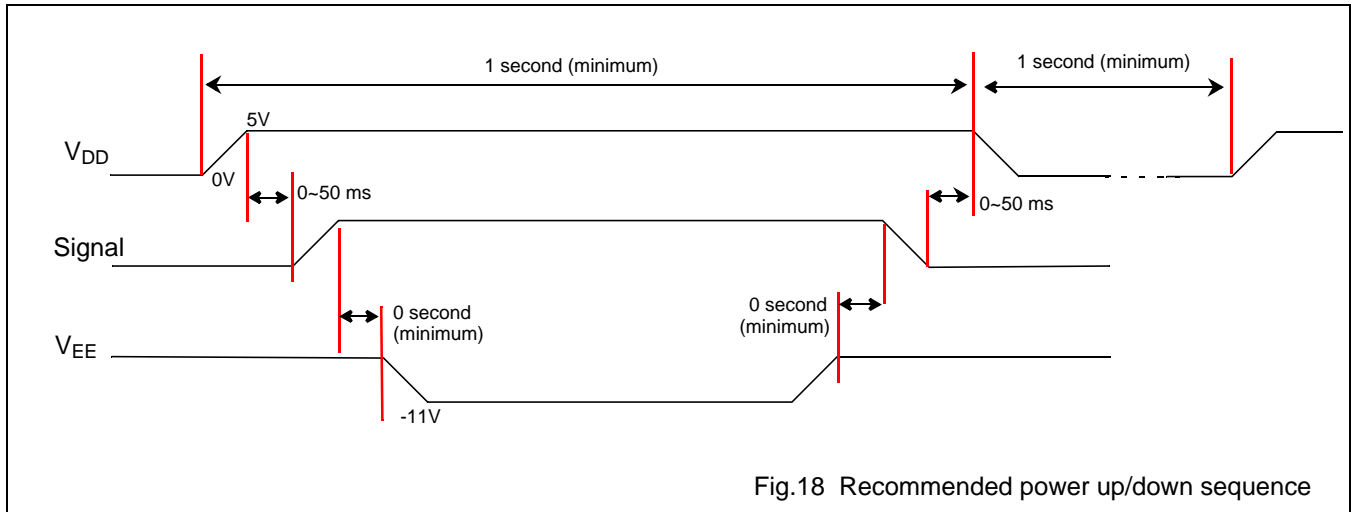 1 second (minimum)
1 second (minimum)
5V
VDD
0V
0~50 ms
0~50 ms
Signal
0 second
(minimum)
0 second
(minimum)
VEE
-11V
Fig.18 Recommended power up/down sequence